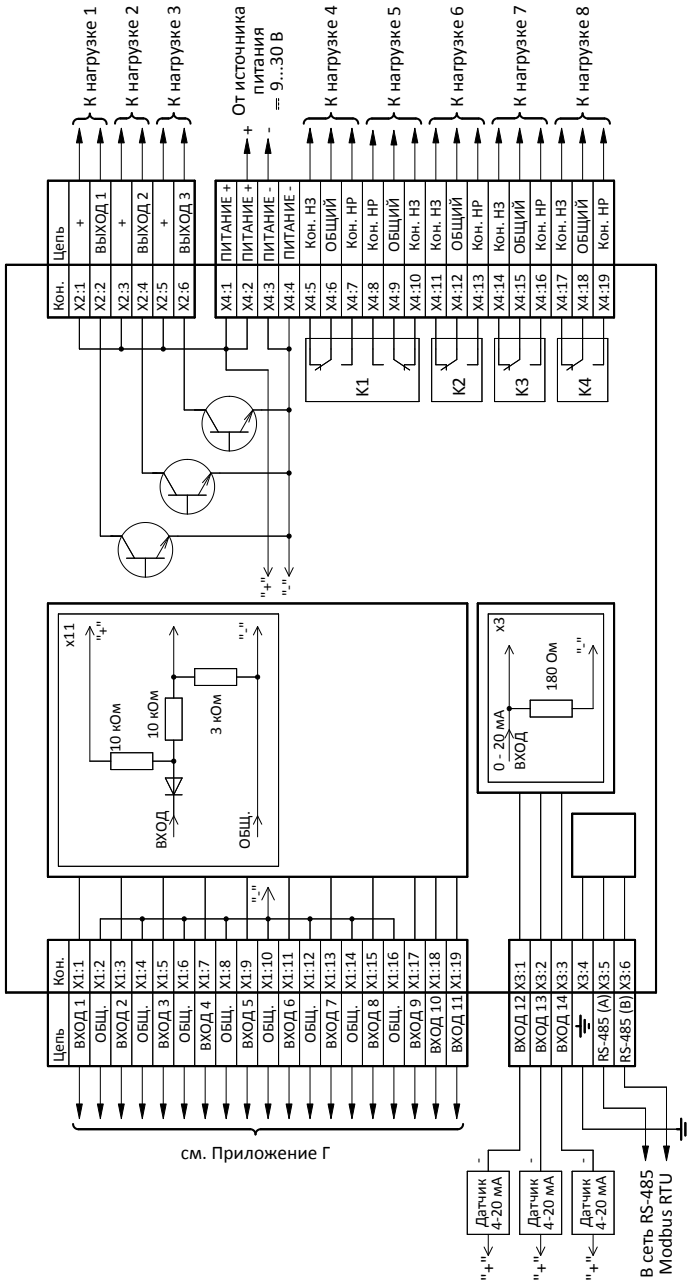 Цепь Кон.
ВХОД 1 X1:1
ОБЩ. X1:2
ВХОД 2 X1:3
ОБЩ. X1:4
ВХОД 3 X1:5
ОБЩ. X1:6
ВХОД 4 X1:7
ОБЩ. X1:8
ВХОД 5 X1:9
ОБЩ. X1:10
ВХОД 6 X1:11
ОБЩ. X1:12
ВХОД 7 X1:13
ОБЩ. X1:14
ВХОД 8 X1:15
ОБЩ. X1:16
ВХОД 9 X1:17
ВХОД 10 X1:18
ВХОД 11 X1:19
см. Приложение Г
"-"
ВХОД
ОБЩ.
10 кОм
10 кОм
3 кОм
x11
"+"
"-"
"+"
"-"
Кон. Цепь
X2:1 +
X2:2 ВЫХОД 1
X2:3 +
X2:4 ВЫХОД 2
X2:5 +
X2:6 ВЫХОД 3
К нагрузке 1
К нагрузке 2
К нагрузке 3
X4:1 ПИТАНИЕ +
X4:2 ПИТАНИЕ +
X4:3 ПИТАНИЕ -
X4:4 ПИТАНИЕ -
X4:5 Кон. НЗ
X4:6 ОБЩИЙ
X4:7 Кон. НР
X4:8 Кон. НР
X4:9 ОБЩИЙ
X4:10 Кон. НЗ
X4:11 Кон. НЗ
X4:12 ОБЩИЙ
X4:13 Кон. НР
X4:14 Кон. НЗ
X4:15 ОБЩИЙ
X4:16 Кон. НР
X4:17 Кон. НЗ
X4:18 ОБЩИЙ
X4:19 Кон. НР
+
-
От источника
питания
= 9...30 В
К нагрузке 4
К нагрузке 5
К нагрузке 6
К нагрузке 7
К нагрузке 8
К1
К2
К3
К4
ВХОД 12 X3:1
ВХОД 13 X3:2
ВХОД 14 X3:3
X3:4
RS-485 (A) X3:5
RS-485 (B) X3:6
0 - 20 мА
ВХОД
180 Ом
x3
"-"
"+" Датчик
4-20 мА -
"+" Датчик
4-20 мА -
"+" Датчик
4-20 мА -
В сеть RS-485
Modbus RTU